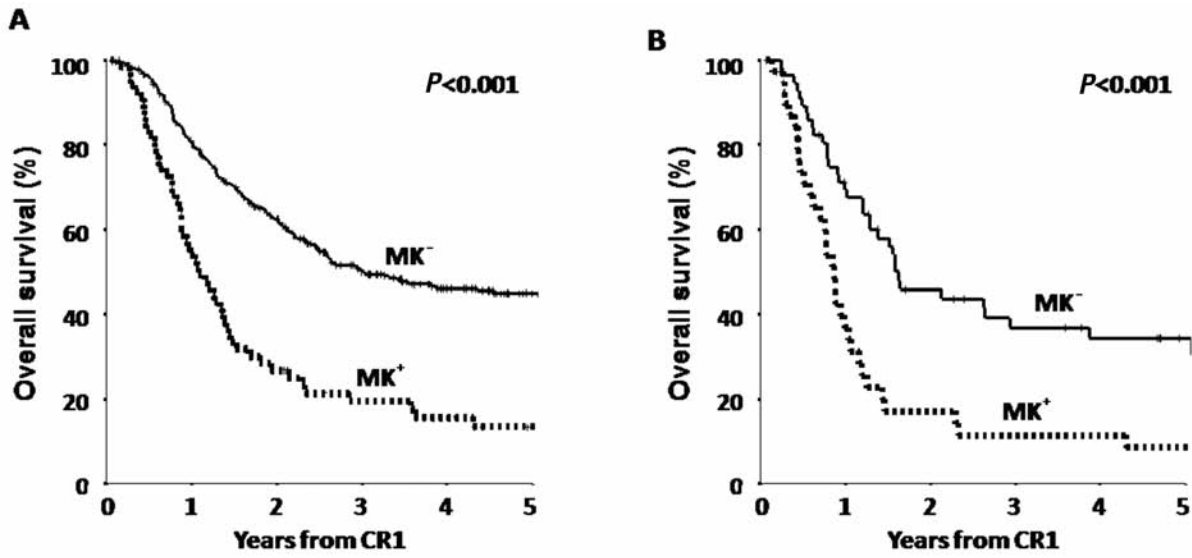 A
P<0.001
Overall survival (%)
100
80
60
40
20
0
MK⁻
MK⁺
0 1 2 3 4 5
Years from CR1
B
P<0.001
Overall survival (%)
100
80
60
40
20
0
MK⁻
MK⁺
0 1 2 3 4 5
Years from CR1